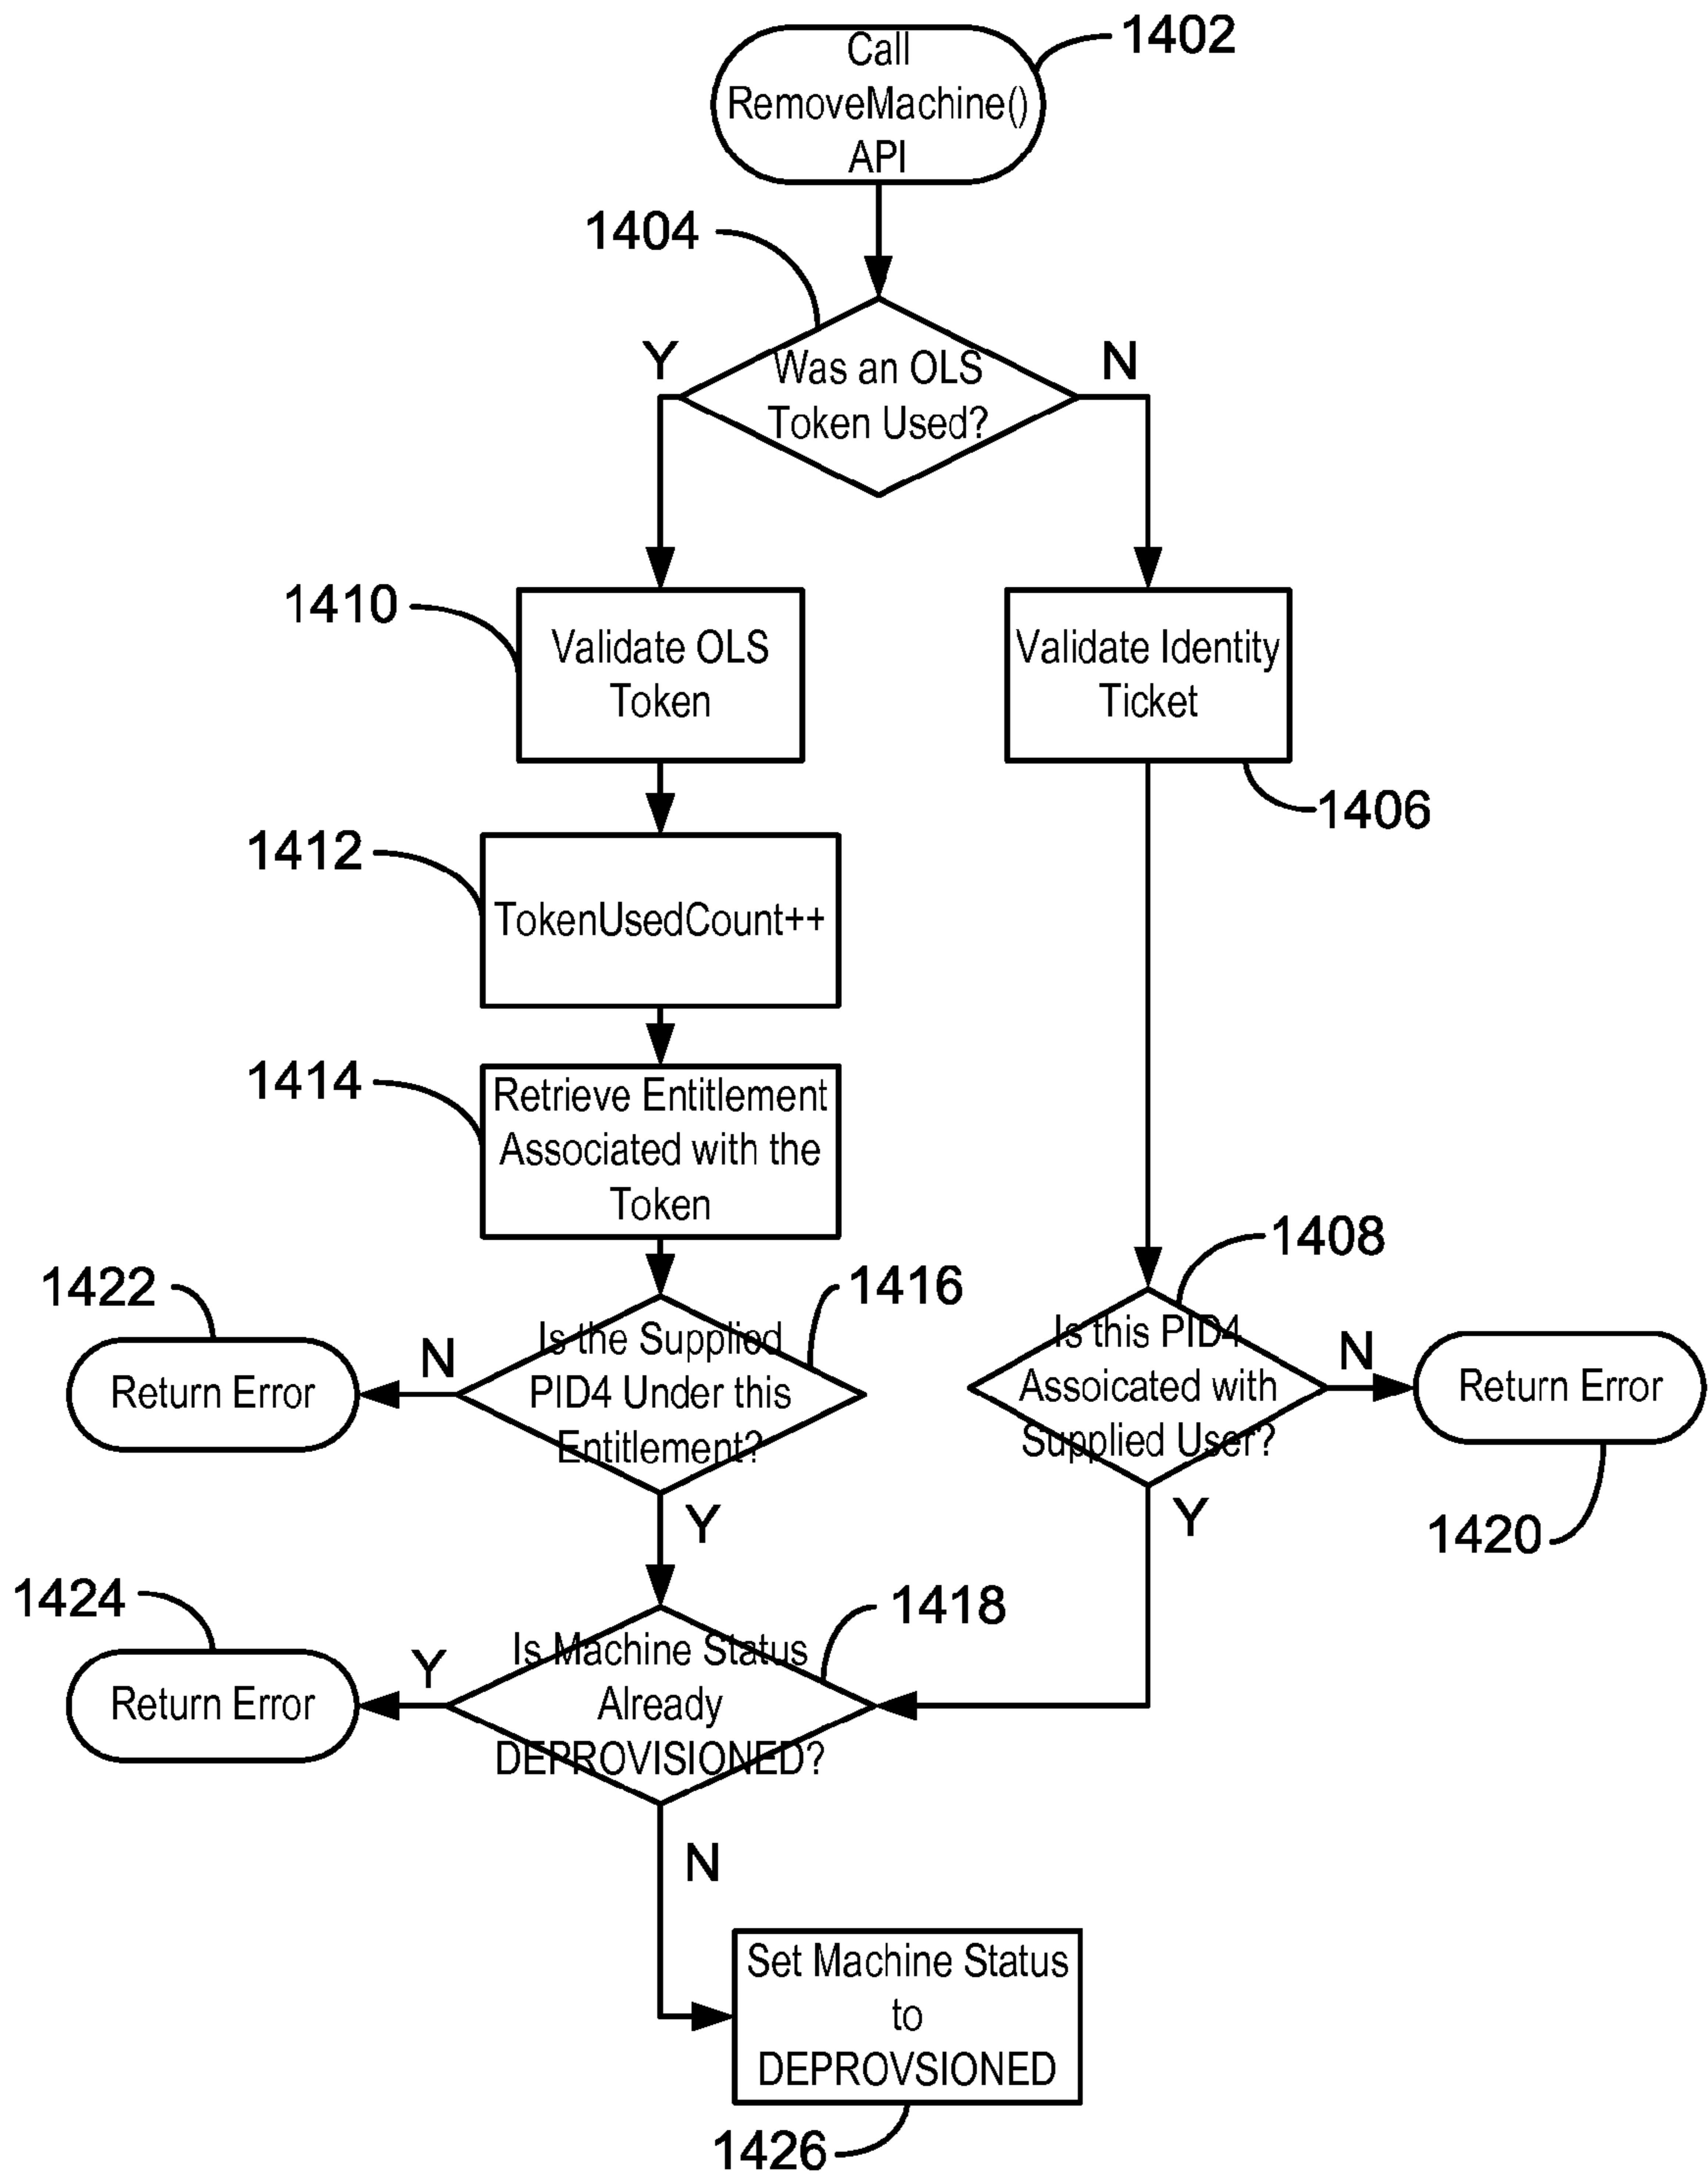 Call
RemoveMachine()
API
1402
1404
Y
Was an OLS
Token Used?
N
1410
Validate OLS
Token
Validate Identity
Ticket
1406
1412
TokenUsedCount++
1414
Retrieve Entitlement
Associated with the
Token
1408
1422
1416
Return Error
N
Is the Supplied
PID4 Under this
Entitlement?
Is this PID4
Assoicated with
Supplied User?
N
Return Error
Y
Y
1420
1424
1418
Return Error
Y
Is Machine Status
Already
DEPROVISIONED?
N
Set Machine Status
to
DEPROVSIONED
1426